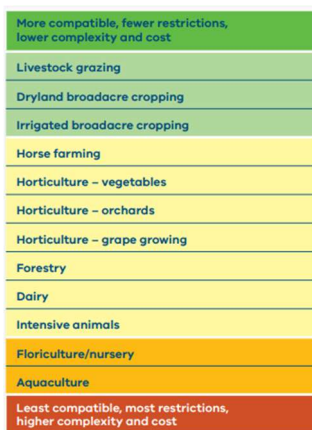 More compatible, fewer restrictions,
lower complexity and cost
Livestock grazing
Dryland broadacre cropping
Irrigated broadacre cropping
Horse farming
Horticulture – vegetables
Horticulture – orchards
Horticulture – grape growing
Forestry
Dairy
Intensive animals
Floriculture/nursery
Aquaculture
Least compatible, most restrictions,
higher complexity and cost